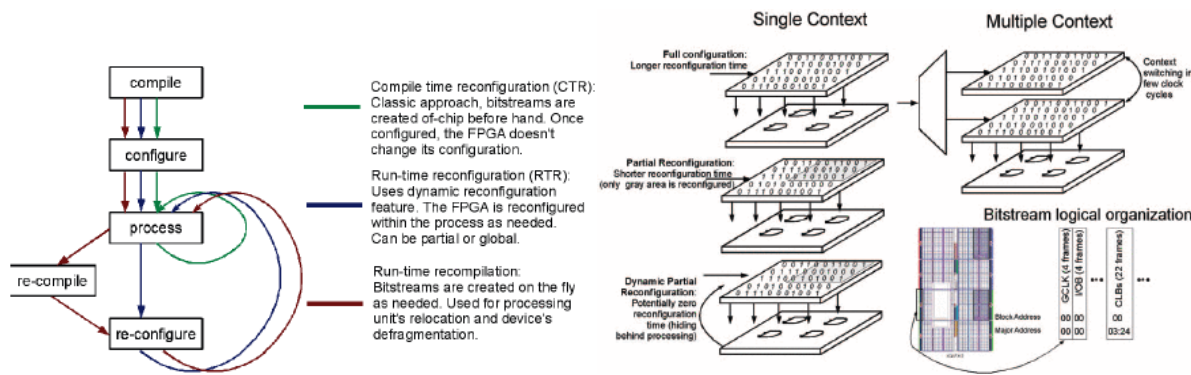 compile
configure
process
re-compile
re-configure
Compile time reconfiguration (CTR):
Classic approach, bitstreams are
created of-chip before hand. Once
configured, the FPGA doesn't
change its configuration.
Run-time reconfiguration (RTR):
Uses dynamic reconfiguration
feature. The FPGA is reconfigured
within the process as needed.
Can be partial or global.
Run-time recompilation:
Bitstreams are created on the fly
as needed. Used for processing
unit's relocation and device's
defragmentation.
Single Context
Full configuration:
Longer reconfiguration time
Partial Reconfiguration:
Shorter reconfiguration time
(only gray area is reconfigured)
Dynamic Partial
Reconfiguration:
Potentially zero
reconfiguration
time (hiding
behind processing)
Multiple Context
Context
switching in
few clock
cycles
Bitstream logical organization
GCLK (4 frames)
I/OB (4 frames)
CLBs (22 frames)
Block Address
00 00
00
Major Address
00 00
03:24